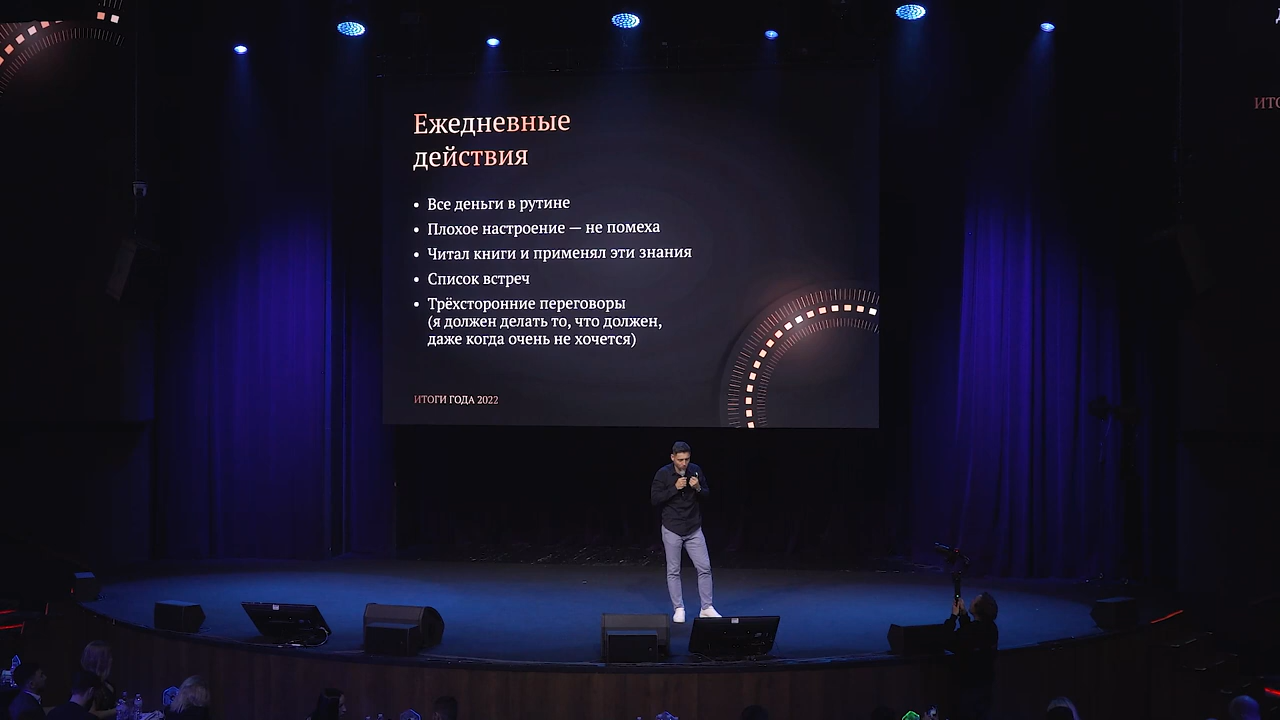 Ежедневные
действия
• Все деньги в рутине
• Плохое настроение — не помеха
• Читал книги и применял эти знания
• Список встреч
• Трёхсторонние переговоры
(я должен делать то, что должен,
даже когда очень не хочется)
ИТОГИ ГОДА 2022